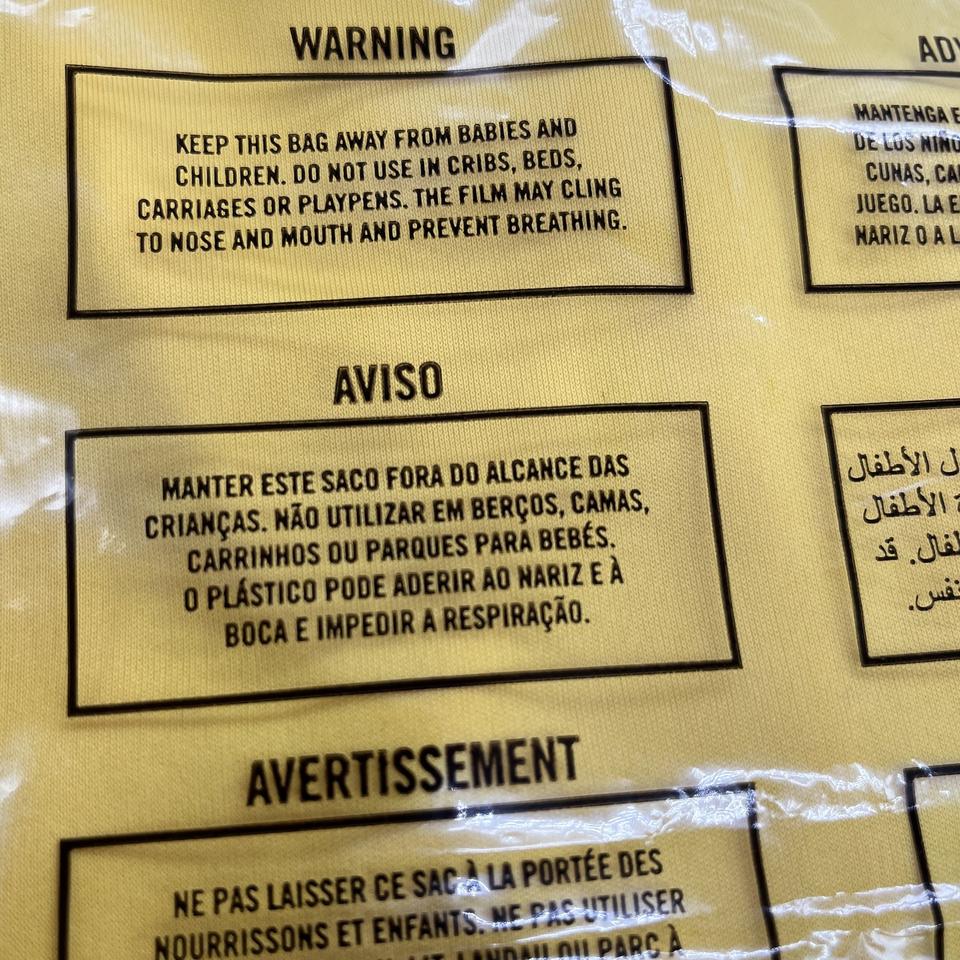 WARNING
KEEP THIS BAG AWAY FROM BABIES AND
CHILDREN. DO NOT USE IN CRIBS, BEDS,
CARRIAGES OR PLAYPENS. THE FILM MAY CLING
TO NOSE AND MOUTH AND PREVENT BREATHING.
MANTENGA
DE LOS
CUNAS,
JUEGO. LA
NARIZ O A
AVISO
MANTER ESTE SACO FORA DO ALCANCE DAS
CRIANÇAS. NÃO UTILIZAR EM BERÇOS, CAMAS,
CARRINHOS OU PARQUES PARA BEBÉS.
O PLÁSTICO PODE ADERIR AO NARIZ E À
BOCA E IMPEDIR A RESPIRAÇÃO.
الأطفال
الأطفال
قد
AVERTISSEMENT
NE PAS LAISSER CE SAC À LA PORTÉE DES
NOURRISSONS ET ENFANTS. NE PAS UTILISER
LANDAU OU PARC À